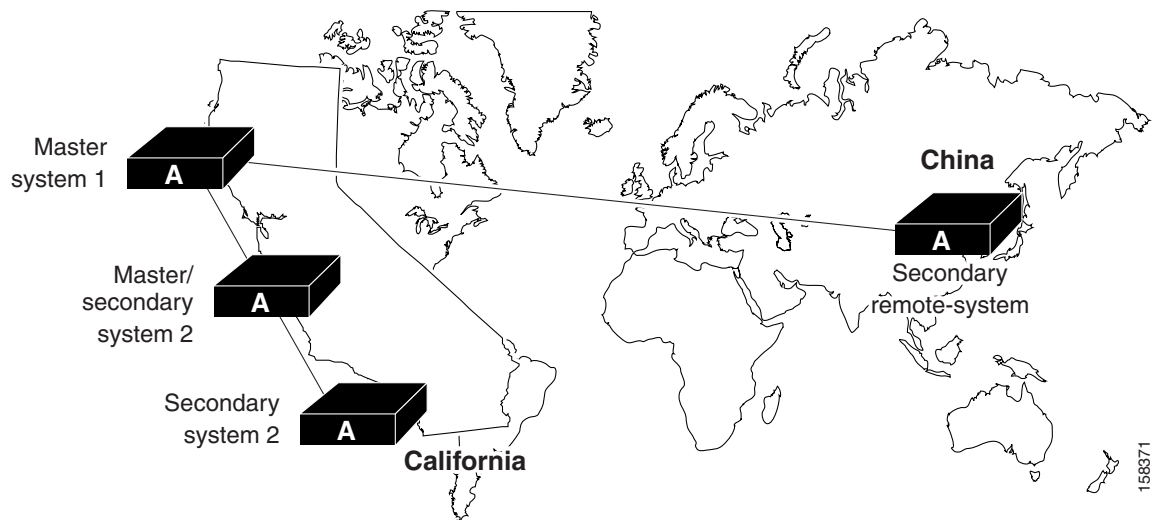 Master
system 1
A
China
A
Secondary
remote-system
Master/
secondary
system 2
A
Secondary
system 2
A
California
158371